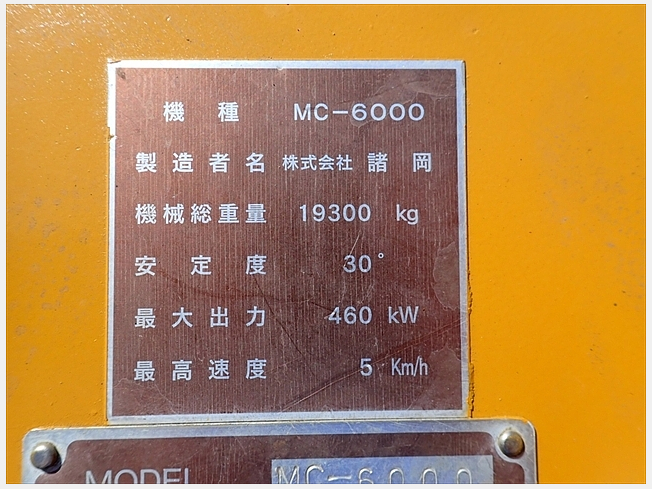 機種 MC-6000
製造者名 株式会社 諸岡
機械総重量 19300 kg
安定度 30°
最大出力 460 kW
最高速度 5 Km/h
MODEL MC-6000